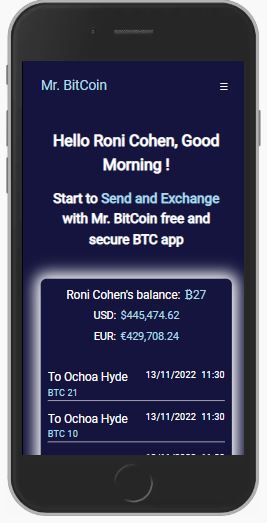 Mr. BitCoin ☰
Hello Roni Cohen, Good
Morning !
Start to Send and Exchange
with Mr. BitCoin free and
secure BTC app
Roni Cohen's balance: ₿27
USD: $445,474.62
EUR: €429,708.24
To Ochoa Hyde 13/11/2022 11:30
BTC 21
To Ochoa Hyde 13/11/2022 11:30
BTC 10